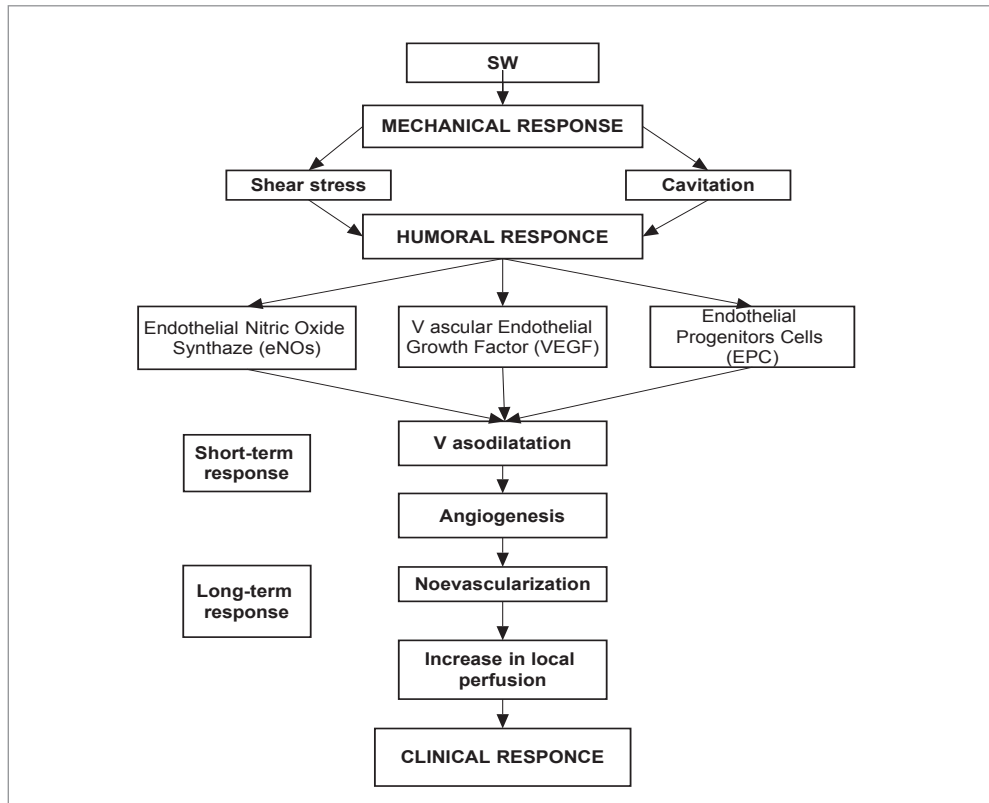 SW
MECHANICAL RESPONSE
Shear stress
Cavitation
HUMORAL RESPONCE
Endothelial Nitric Oxide
Synthaze (eNOs)
V ascular Endothelial
Growth Factor (VEGF)
Endothelial
Progenitors Cells
(EPC)
V asodilatation
Short-term
response
Angiogenesis
Noevascularization
Long-term
response
Increase in local
perfusion
CLINICAL RESPONCE